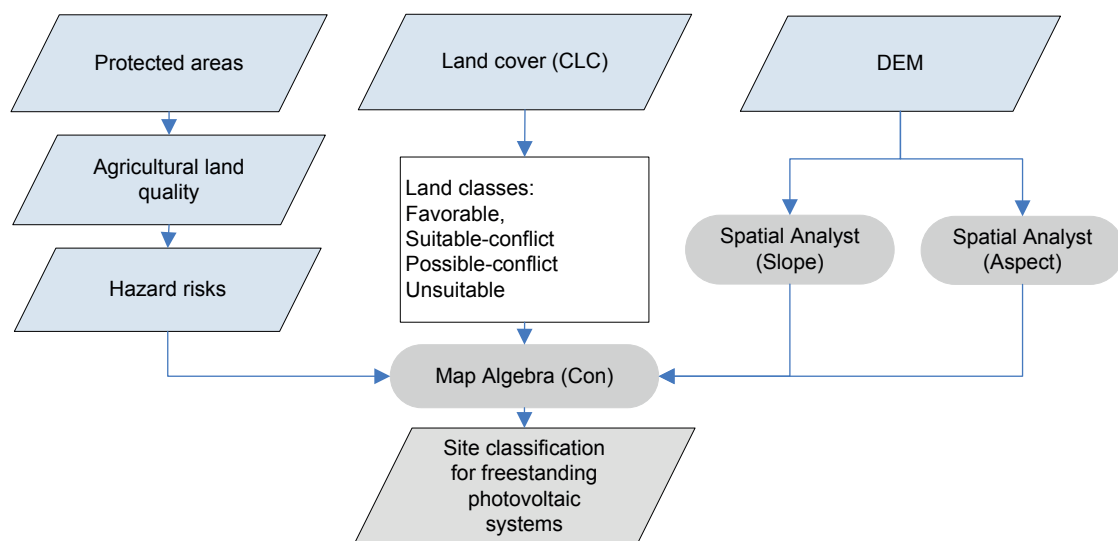 Protected areas
Land cover (CLC)
DEM
Agricultural land
quality
Land classes:
Favorable,
Suitable-conflict
Possible-conflict
Unsuitable
Spatial Analyst
(Slope)
Spatial Analyst
(Aspect)
Hazard risks
Map Algebra (Con)
Site classification
for freestanding
photovoltaic
systems